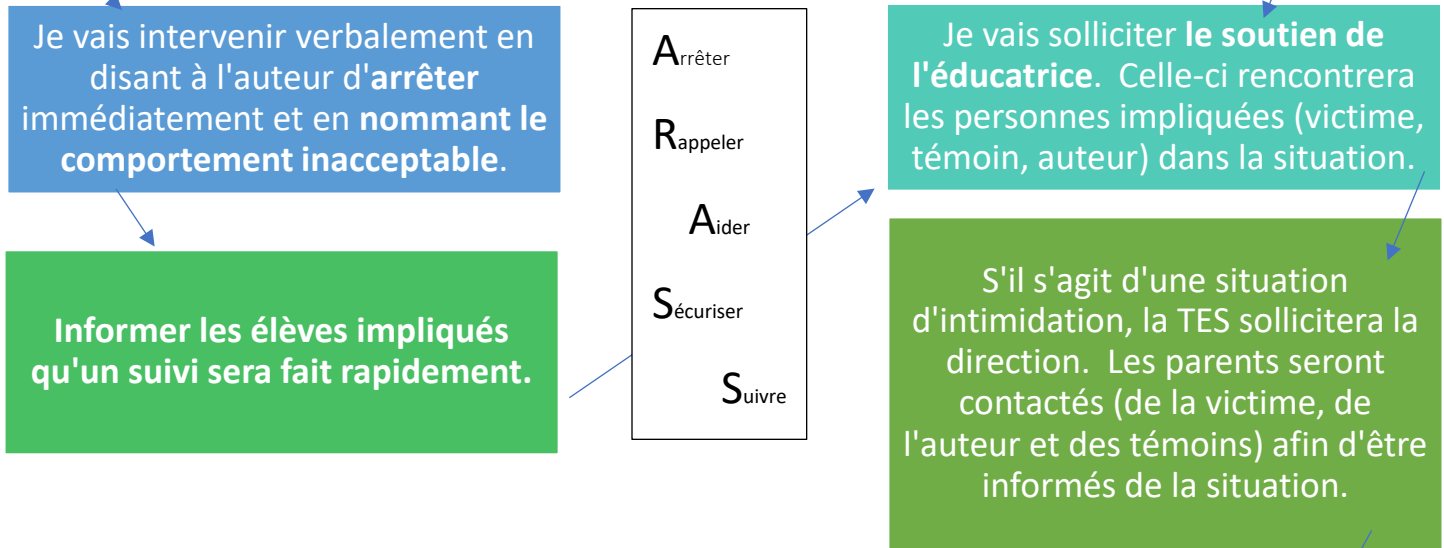 Je vais intervenir verbalement en
disant à l'auteur d'arrêter
immédiatement et en nommant le
comportement inacceptable.
Informer les élèves impliqués
qu'un suivi sera fait rapidement.
Arrêter
Rappeler
Aider
Sécuriser
Suivre
Je vais solliciter le soutien de
l'éducatrice. Celle-ci rencontrera
les personnes impliquées (victime,
témoin, auteur) dans la situation.
S'il s'agit d'une situation
d'intimidation, la TES sollicitera la
direction. Les parents seront
contactés (de la victime, de
l'auteur et des témoins) afin d'être
informés de la situation.